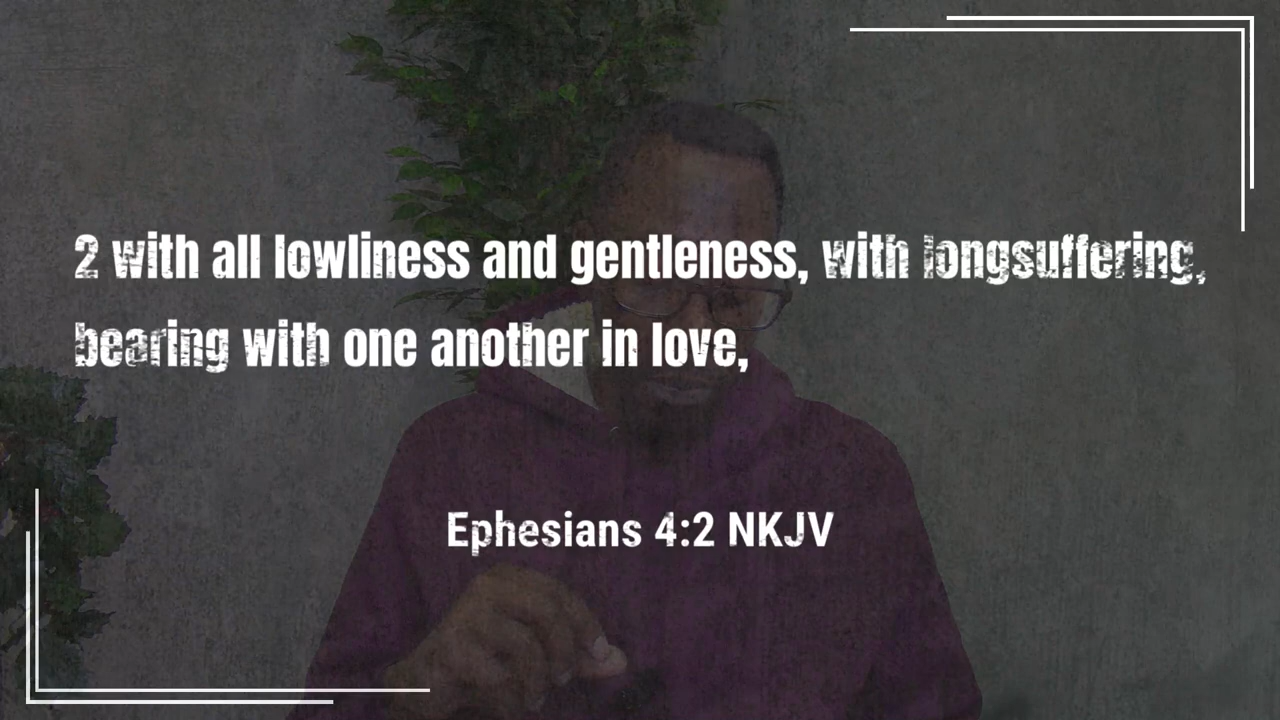 2 with all lowliness and gentleness, with longsuffering,
bearing with one another in love,
Ephesians 4:2 NKJV